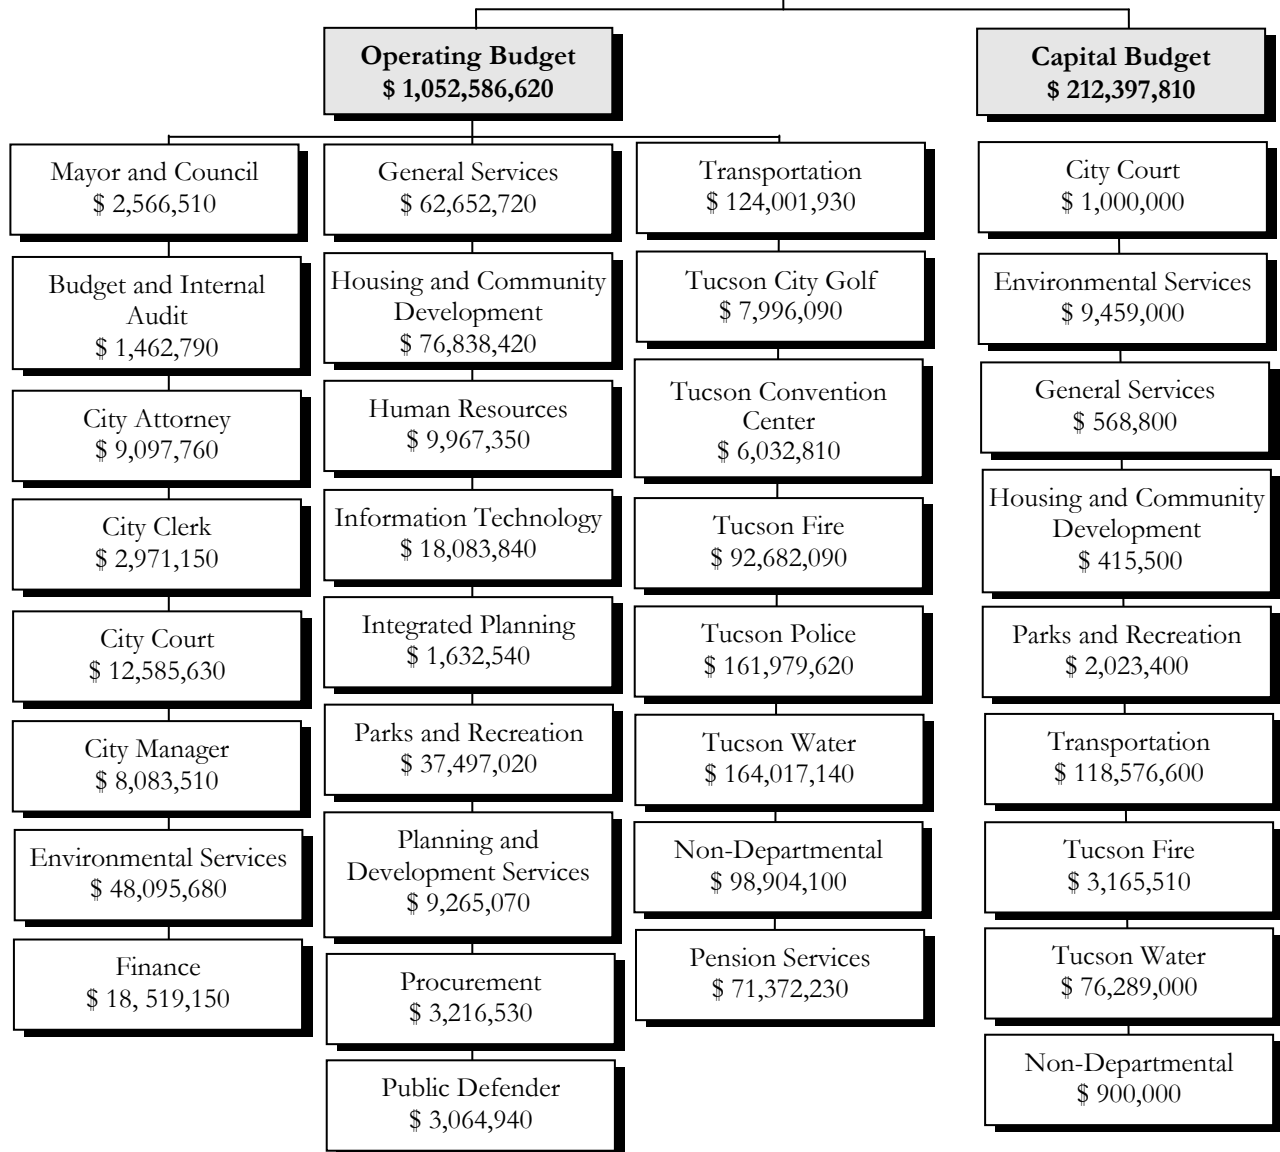 Operating Budget
$ 1,052,586,620
Capital Budget
$ 212,397,810
Mayor and Council
$ 2,566,510
Budget and Internal
Audit
$ 1,462,790
City Attorney
$ 9,097,760
City Clerk
$ 2,971,150
City Court
$ 12,585,630
City Manager
$ 8,083,510
Environmental Services
$ 48,095,680
Finance
$ 18, 519,150
General Services
$ 62,652,720
Housing and Community
Development
$ 76,838,420
Human Resources
$ 9,967,350
Information Technology
$ 18,083,840
Integrated Planning
$ 1,632,540
Parks and Recreation
$ 37,497,020
Planning and
Development Services
$ 9,265,070
Procurement
$ 3,216,530
Public Defender
$ 3,064,940
Transportation
$ 124,001,930
Tucson City Golf
$ 7,996,090
Tucson Convention
Center
$ 6,032,810
Tucson Fire
$ 92,682,090
Tucson Police
$ 161,979,620
Tucson Water
$ 164,017,140
Non-Departmental
$ 98,904,100
Pension Services
$ 71,372,230
City Court
$ 1,000,000
Environmental Services
$ 9,459,000
General Services
$ 568,800
Housing and Community
Development
$ 415,500
Parks and Recreation
$ 2,023,400
Transportation
$ 118,576,600
Tucson Fire
$ 3,165,510
Tucson Water
$ 76,289,000
Non-Departmental
$ 900,000